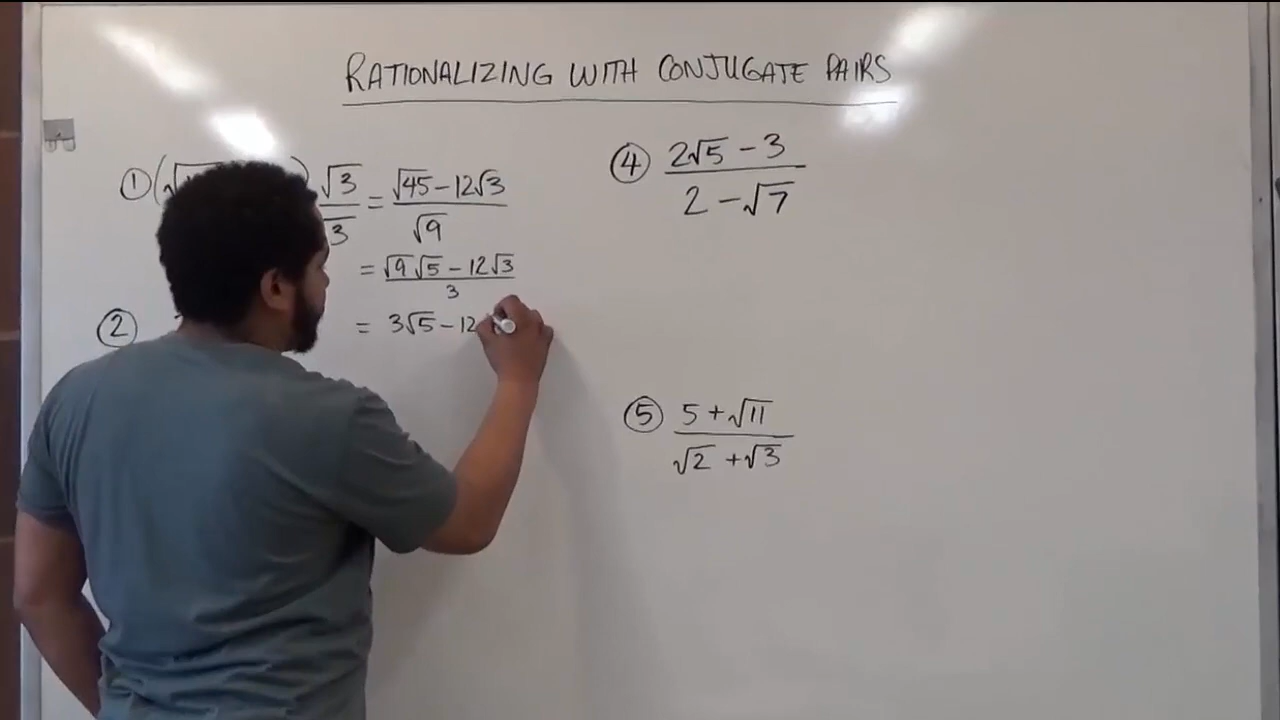 RATIONALIZING WITH CONJUGATE PAIRS
① √3/√3 = (√45 - 12√3)/√9
= (√9√5 - 12√3)/3
= 3√5 - 12
②
④ (2√5 - 3)/(2 - √7)
⑤ (5 + √11)/(√2 + √3)